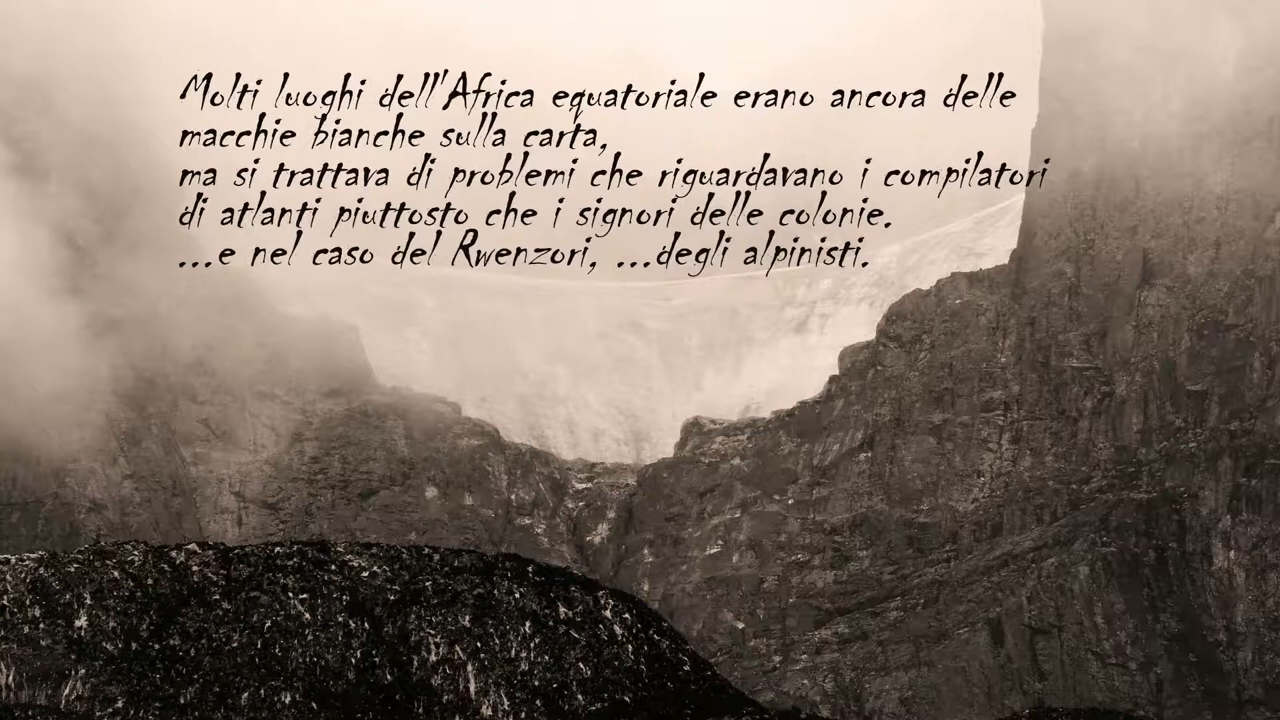 Molti luoghi dell'Africa equatoriale erano ancora delle
macchie bianche sulla carta,
ma si trattava di problemi che riguardavano i compilatori
di atlanti piuttosto che i signori delle colonie.
...e nel caso del Rwenzori, ...degli alpinisti.